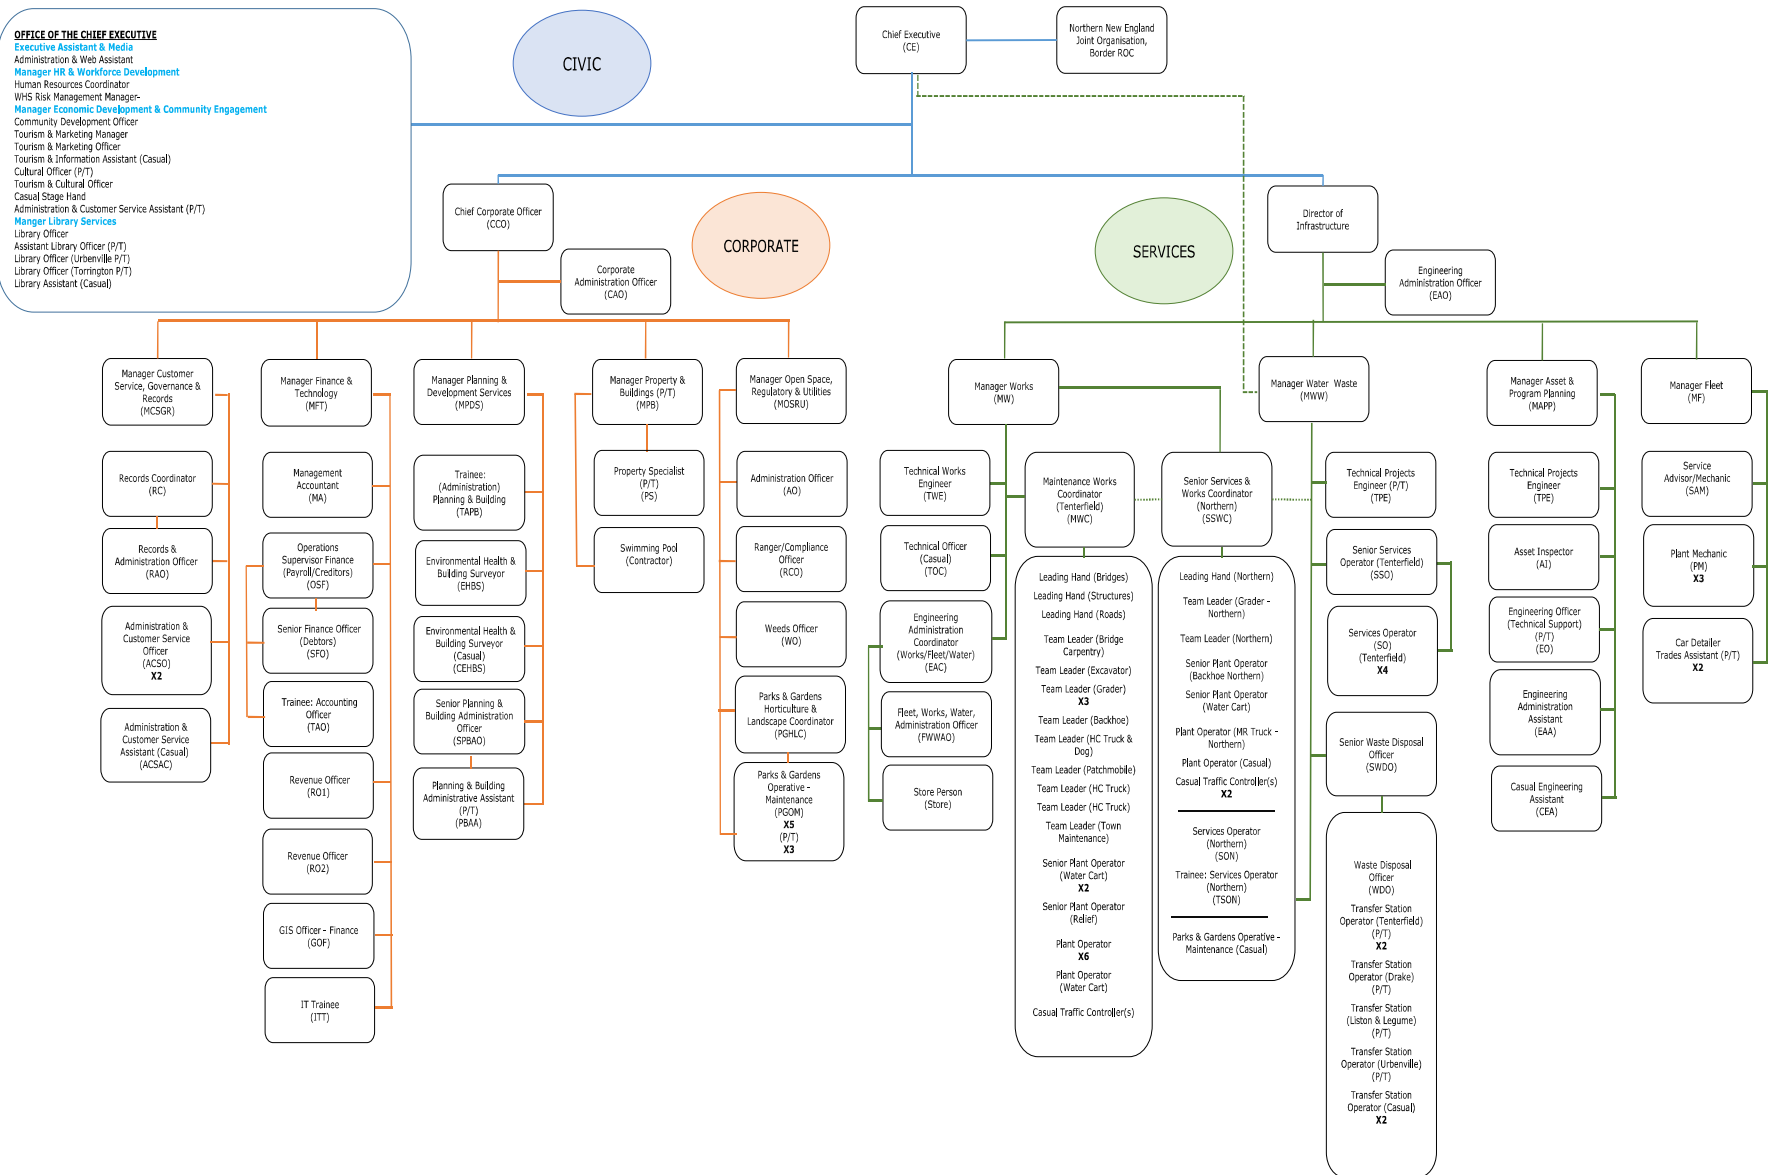 OFFICE OF THE CHIEF EXECUTIVE
Executive Assistant & Media
Administration & Web Assistant
Manager HR & Workforce Development
Human Resources Coordinator
WHS Risk Management Manager-
Manager Economic Development & Community Engagement
Community Development Officer
Tourism & Marketing Manager
Tourism & Marketing Officer
Tourism & Information Assistant (Casual)
Cultural Officer (P/T)
Tourism & Cultural Officer
Casual Stage Hand
Administration & Customer Service Assistant (P/T)
Manger Library Services
Library Officer
Assistant Library Officer (P/T)
Library Officer (Urbenville P/T)
Library Officer (Torrington P/T)
Library Assistant (Casual)
CIVIC
Chief Executive
(CE)
Northern New England
Joint Organisation,
Border ROC
Chief Corporate Officer
(CCO)
CORPORATE
SERVICES
Director of
Infrastructure
Corporate
Administration Officer
(CAO)
Engineering
Administration Officer
(EAO)
Manager Customer
Service, Governance &
Records
(MCSGR)
Records Coordinator
(RC)
Records &
Administration Officer
(RAO)
Administration &
Customer Service
Officer
(ACSO)
X2
Administration &
Customer Service
Assistant (Casual)
(ACSAC)
Manager Finance &
Technology
(MFT)
Management
Accountant
(MA)
Operations
Supervisor Finance
(Payroll/Creditors)
(OSF)
Senior Finance Officer
(Debtors)
(SFO)
Trainee: Accounting
Officer
(TAO)
Revenue Officer
(RO1)
Revenue Officer
(RO2)
GIS Officer - Finance
(GOF)
IT Trainee
(ITT)
Manager Planning &
Development Services
(MPDS)
Trainee:
(Administration)
Planning & Building
(TAPB)
Environmental Health
& Building Surveyor
(EHBS)
Environmental Health &
Building Surveyor
(Casual)
(CEHBS)
Senior Planning &
Building Administration
Officer
(SPBAO)
Planning & Building
Administrative Assistant
(P/T)
(PBAA)
Manager Property &
Buildings (P/T)
(MPB)
Property Specialist
(P/T)
(PS)
Swimming Pool
(Contractor)
Manager Open Space,
Regulatory & Utilities
(MOSRU)
Administration Officer
(AO)
Ranger/Compliance
Officer
(RCO)
Weeds Officer
(WO)
Parks & Gardens
Horticulture &
Landscape Coordinator
(PGHLC)
Parks & Gardens
Operative -
Maintenance
(PGOM)
X5
(P/T)
X3
Manager Works
(MW)
Technical Works
Engineer
(TWE)
Technical Officer
(Casual)
(TOC)
Engineering
Administration
Coordinator
(Works/Fleet/Water)
(EAC)
Fleet, Works, Water,
Administration Officer
(FWWAO)
Store Person
(Store)
Maintenance Works
Coordinator
(Tenterfield)
(MWC)
Leading Hand (Bridges)
Leading Hand (Structures)
Leading Hand (Roads)
Team Leader (Bridge
Carpentry)
Team Leader (Excavator)
Team Leader (Grader)
X3
Team Leader (Backhoe)
Team Leader (HC Truck &
Dog)
Team Leader (Patchmobile)
Team Leader (HC Truck)
Team Leader (HC Truck)
Team Leader (Town
Maintenance)
Senior Plant Operator
(Water Cart)
X2
Senior Plant Operator
(Relief)
Plant Operator
X6
Plant Operator
(Water Cart)
Casual Traffic Controller(s)
Senior Services &
Works Coordinator
(Northern)
(SSWC)
Leading Hand (Northern)
Team Leader (Grader -
Northern)
Team Leader (Northern)
Senior Plant Operator
(Backhoe Northern)
Senior Plant Operator
(Water Cart)
Plant Operator (MR Truck -
Northern)
Plant Operator (Casual)
Casual Traffic Controller(s)
X2
Services Operator
(Northern)
(SON)
Trainee: Services Operator
(Northern)
(TSON)
Parks & Gardens Operative -
Maintenance (Casual)
Manager Water Waste
(MWW)
Technical Projects
Engineer (P/T)
(TPE)
Senior Services
Operator (Tenterfield)
(SSO)
Services Operator
(SO)
(Tenterfield)
X4
Senior Waste Disposal
Officer
(SWDO)
Waste Disposal
Officer
(WDO)
Transfer Station
Operator (Tenterfield)
(P/T)
X2
Transfer Station
Operator (Drake)
(P/T)
Transfer Station
(Liston & Legume)
(P/T)
Transfer Station
Operator (Urbenville)
(P/T)
Transfer Station
Operator (Casual)
X2
Manager Asset &
Program Planning
(MAPP)
Technical Projects
Engineer
(TPE)
Asset Inspector
(AI)
Engineering Officer
(Technical Support)
(P/T)
(EO)
Engineering
Administration
Assistant
(EAA)
Casual Engineering
Assistant
(CEA)
Manager Fleet
(MF)
Service
Advisor/Mechanic
(SAM)
Plant Mechanic
(PM)
X3
Car Detailer
Trades Assistant (P/T)
X2